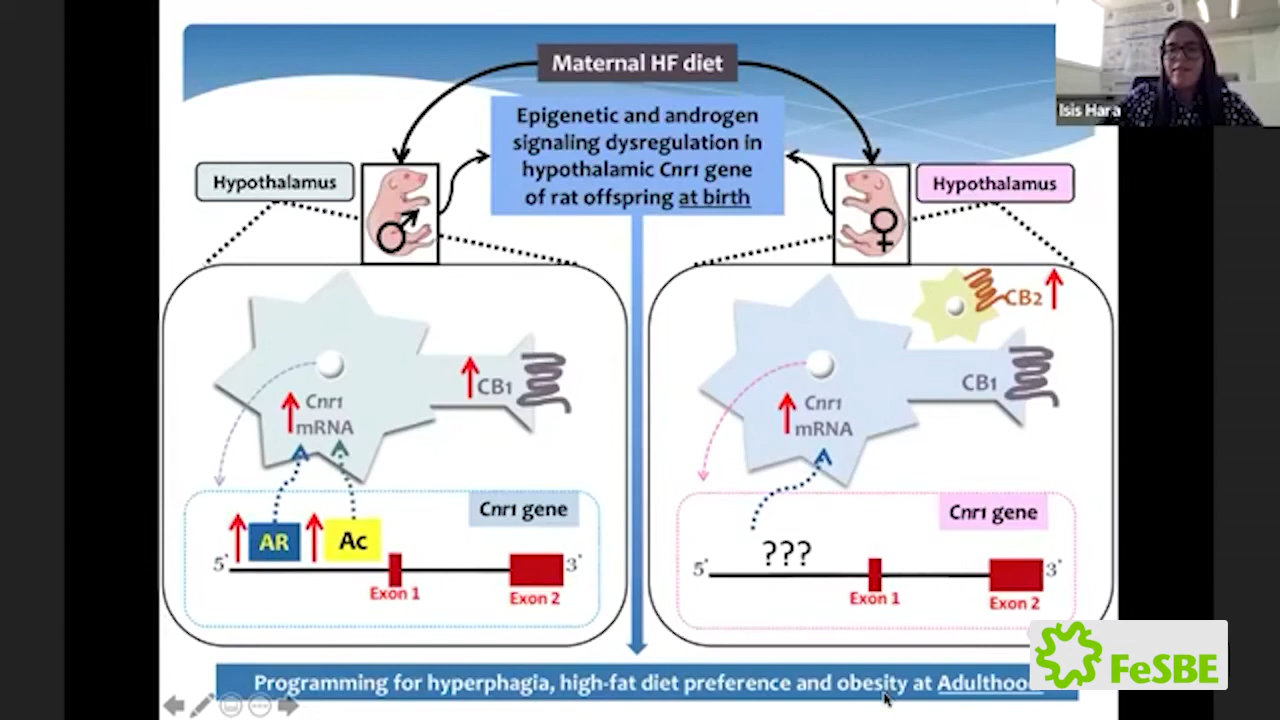 Maternal HF diet
Isis Hara
Epigenetic and androgen
signaling dysregulation in
hypothalamic Cnr1 gene
of rat offspring at birth
Hypothalamus
Hypothalamus
CB2
CB1
Cnr1
mRNA
CB1
Cnr1
mRNA
Cnr1 gene
AR
Ac
5'
3'
Exon 1
Exon 2
Cnr1 gene
???
5'
3'
Exon 1
Exon 2
FeSBE
Programming for hyperphagia, high-fat diet preference and obesity at Adulthood